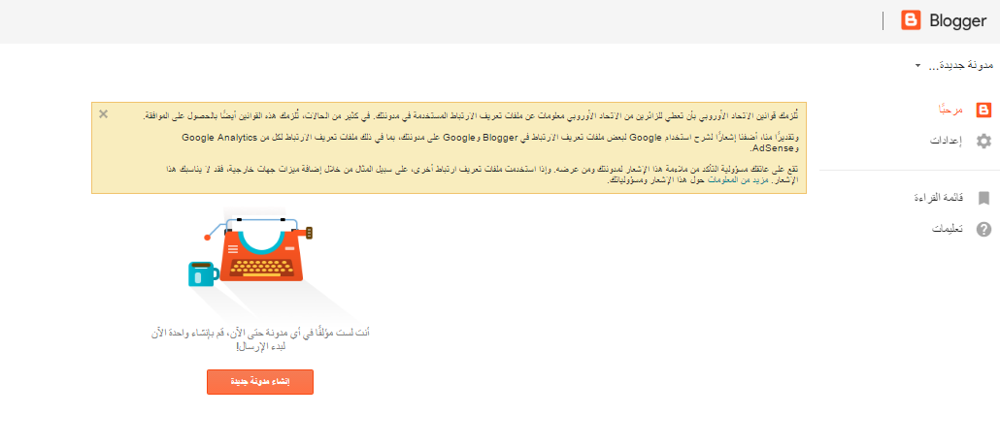 Blogger
مدونة جديدة...
مرحبًا
إعدادات
قائمة القراءة
تعليمات
تُلزمك قوانين الاتحاد الأوروبي بأن تعطي للزائرين من الاتحاد الأوروبي معلومات عن ملفات تعريف الارتباط المستخدمة في مدونتك. في كثير من الحالات، تُلزمك هذه القوانين أيضًا بالحصول على الموافقة.
وتقديرًا منا، أضفنا إشعارًا لشرح استخدام Google لبعض ملفات تعريف الارتباط في Blogger وGoogle على مدونتك، بما في ذلك ملفات تعريف الارتباط لكل من Google Analytics
وAdSense.
تقع على عاتقك مسؤولية التأكد من ملاءمة هذا الإشعار لمدونتك ومن عرضه. وإذا استخدمت ملفات تعريف ارتباط أخرى، على سبيل المثال من خلال إضافة ميزات جهات خارجية، فقد لا يناسبك هذا
الإشعار. مزيد من المعلومات حول هذا الإشعار ومسؤولياتك.
أنت لست مؤلفًا في أي مدونة حتى الآن، قم بإنشاء واحدة الآن
لبدء الإرسال!
إنشاء مدونة جديدة